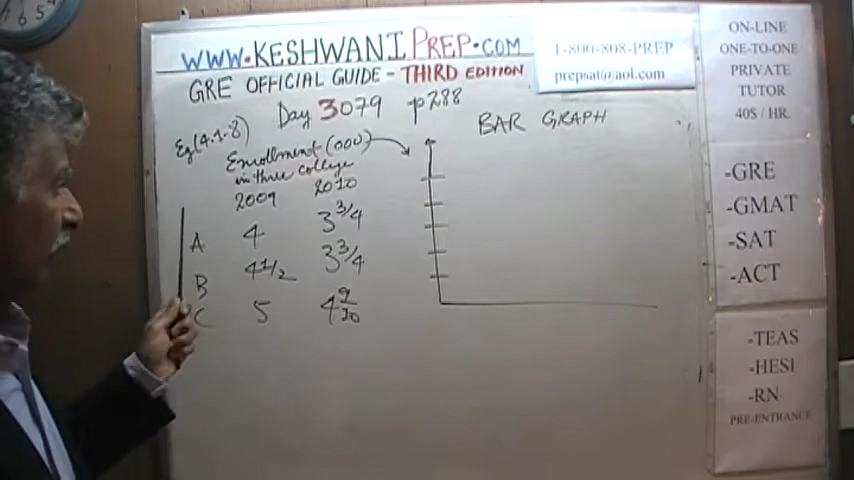 WWW.KESHWANIPREP.COM
GRE OFFICIAL GUIDE - THIRD EDITION
Day 3079 p288
Eg(4.1.8)
Enrollment (000)
in three college
2009 2010
A 4 3 3/4
B 4 1/2 3 3/4
C 5 4 9/10
BAR GRAPH
1-800-808-PREP
prepsat@aol.com
ON-LINE
ONE-TO-ONE
PRIVATE
TUTOR
40$ / HR.
-GRE
-GMAT
-SAT
-ACT
-TEAS
-HESI
-RN
PRE-ENTRANCE
6 5 4